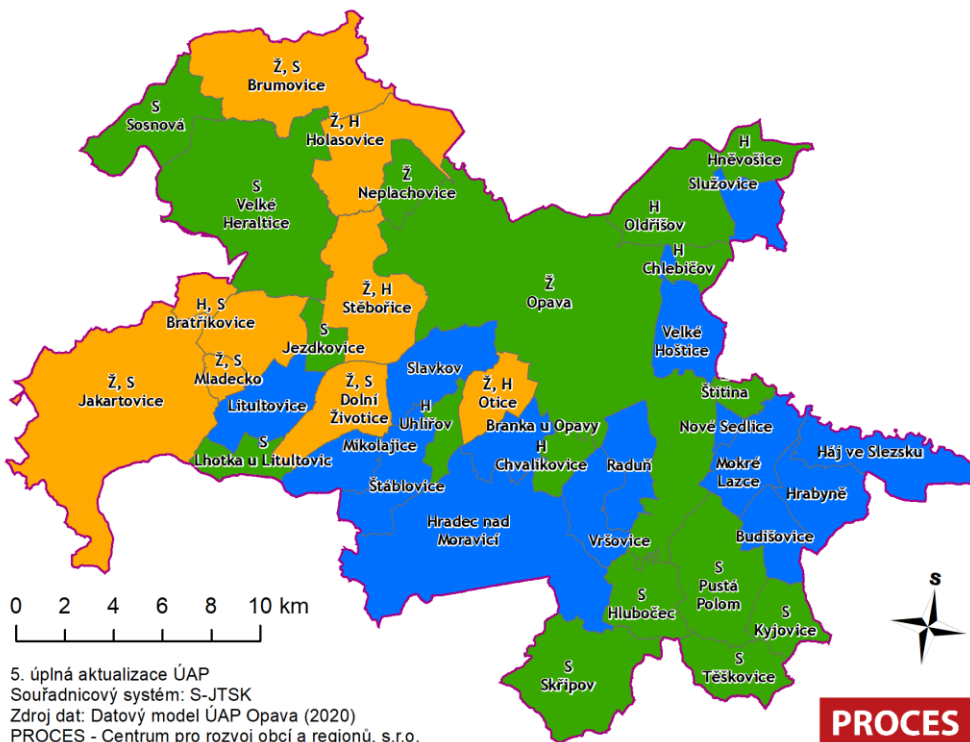 Ž, S
Brumovice
S
Sosnová
Ž, H
Holasovice
H
Hněvošice
Služovice
Ž
Neplachovice
S
Velké
Heraltice
H
Oldřišov
H
Chlebičov
Ž
Opava
Ž, H
Stěbořice
H, S
Bratříkovice
S
Jezdkovice
Velké
Hoštice
Slavkov
Ž, S
Mladecko
Ž, S
Jakartovice
Ž, S
Dolní
Životice
Ž, H
Otice
Štítina
Litultovice
H
Uhlířov
Branka u Opavy
Nové Sedlice
Mikolajice
S
Lhotka u Litultovic
H
Chvalíkovice
Raduň
Mokré
Lazce
Háj ve Slezsku
Štáblovice
Hrabyně
Hradec nad
Moravicí
Vršovice
Budišovice
S
Pustá
Polom
S
Hlubočec
S
Kyjovice
S
Těškovice
S
Skřipov
S
0 2 4 6 8 10 km
5. úplná aktualizace ÚAP
Souřadnicový systém: S-JTSK
Zdroj dat: Datový model ÚAP Opava (2020)
PROCES - Centrum pro rozvoj obcí a regionů, s.r.o.
PROCES